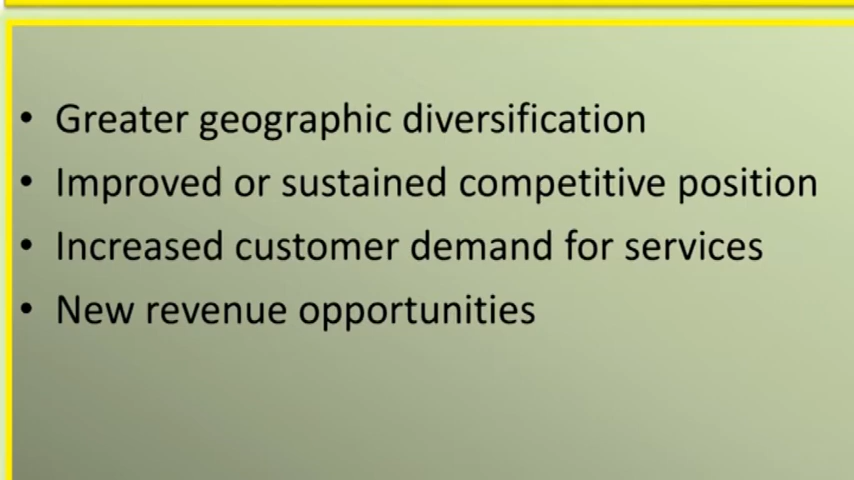 • Greater geographic diversification
• Improved or sustained competitive position
• Increased customer demand for services
• New revenue opportunities